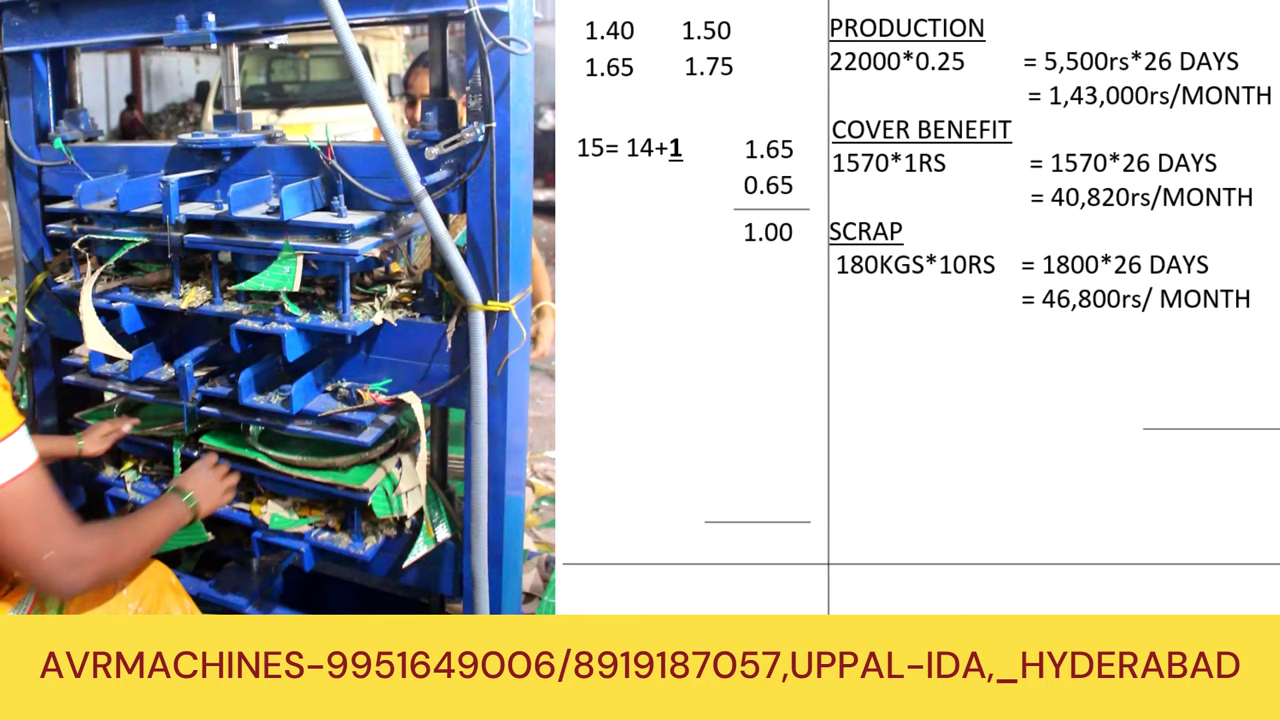 1.40 1.50
1.65 1.75
15= 14+1
1.65
0.65
1.00
PRODUCTION
22000*0.25 = 5,500rs*26 DAYS
= 1,43,000rs/MONTH
COVER BENEFIT
1570*1RS = 1570*26 DAYS
= 40,820rs/MONTH
SCRAP
180KGS*10RS = 1800*26 DAYS
= 46,800rs/ MONTH
AVRMACHINES-9951649006/8919187057,UPPAL-IDA,_HYDERABAD